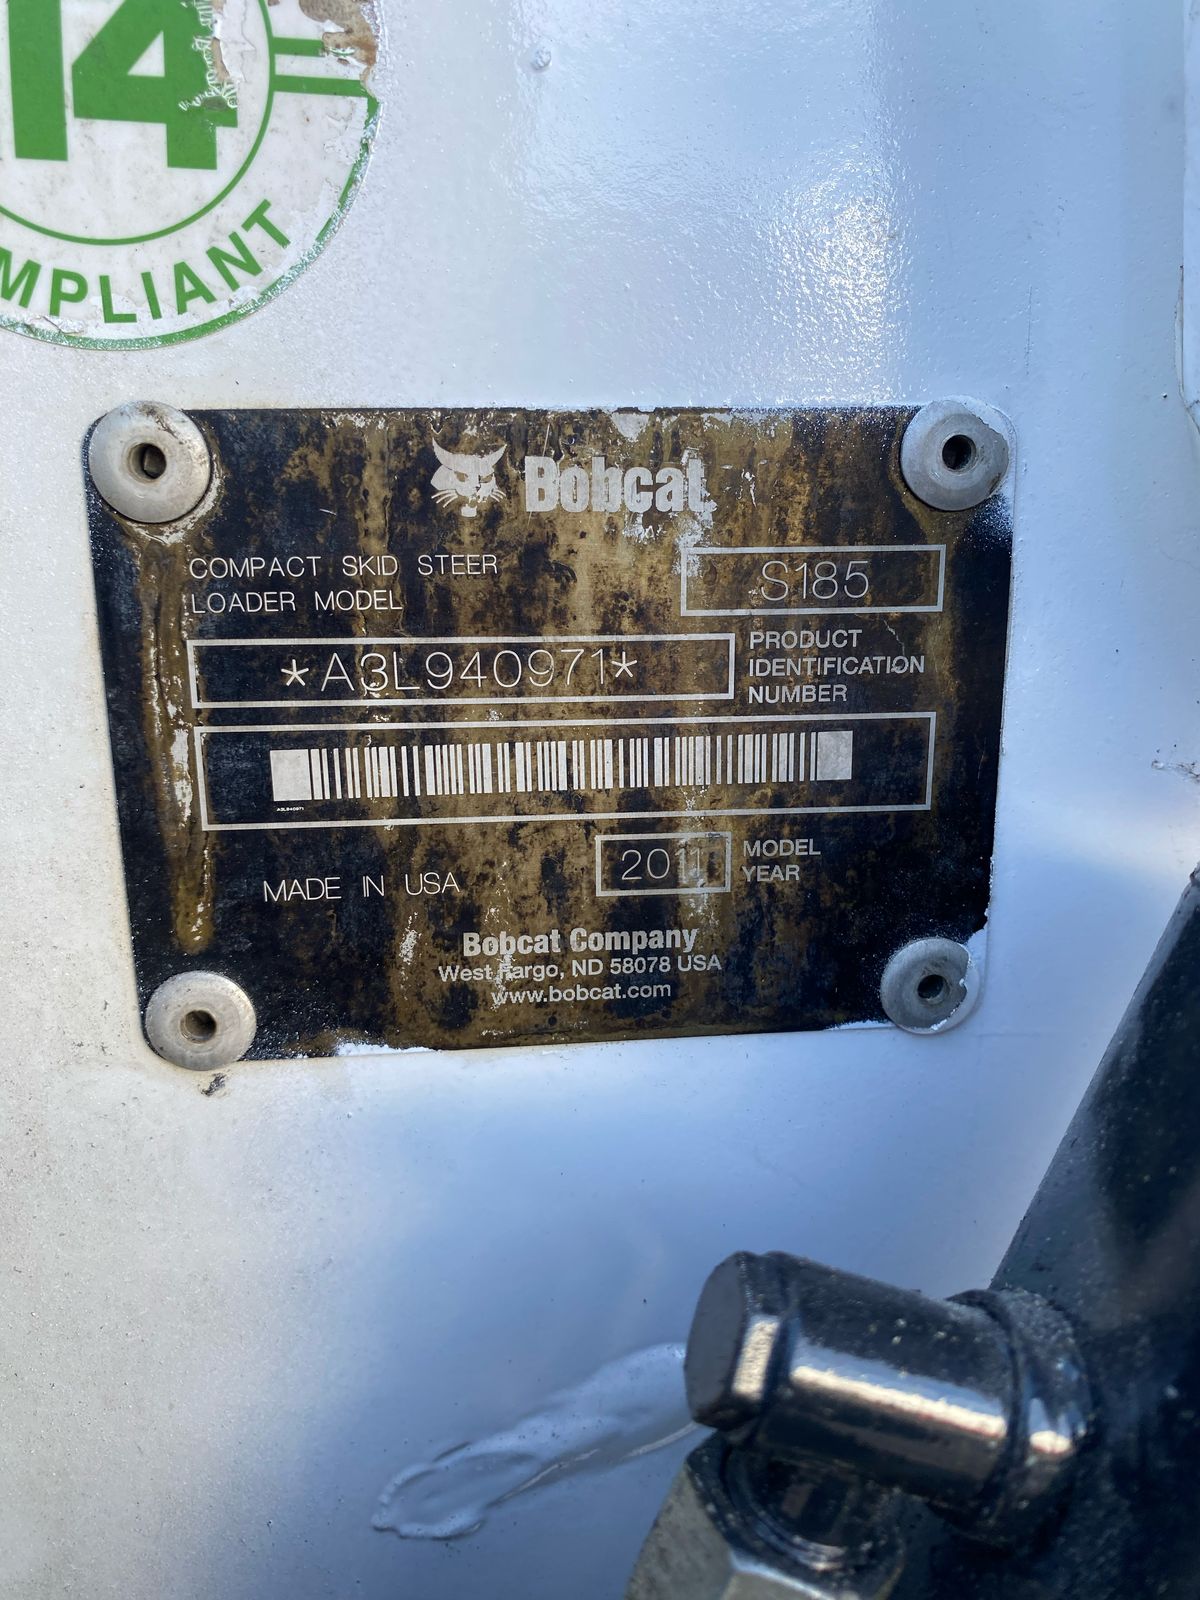 14
MPLIANT
Bobcat
COMPACT SKID STEER
LOADER MODEL
S185
*A3L940971*
PRODUCT
IDENTIFICATION
NUMBER
A3L940971
MADE IN USA
2011
MODEL
YEAR
Bobcat Company
West Fargo, ND 58078 USA
www.bobcat.com